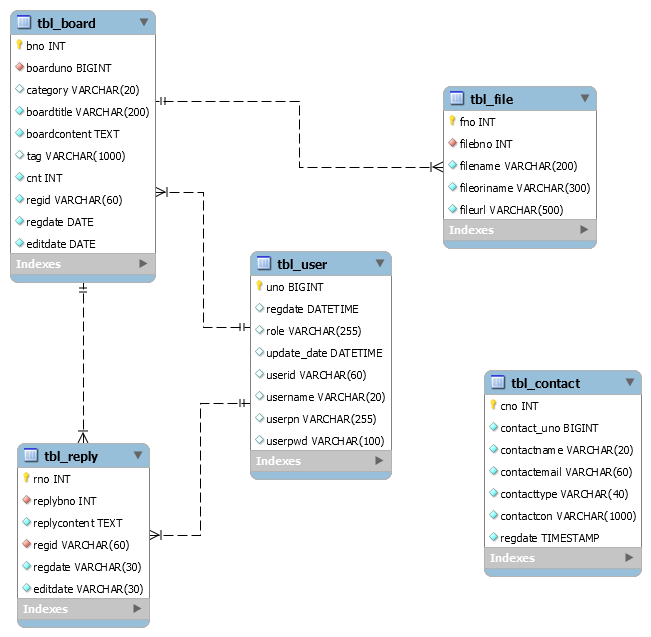 tbl_board
bno INT
boarduno BIGINT
category VARCHAR(20)
boardtitle VARCHAR(200)
boardcontent TEXT
tag VARCHAR(1000)
cnt INT
regid VARCHAR(60)
regdate DATE
editdate DATE
Indexes
tbl_file
fno INT
filebno INT
filename VARCHAR(200)
fileoriname VARCHAR(300)
fileurl VARCHAR(500)
Indexes
tbl_user
uno BIGINT
regdate DATETIME
role VARCHAR(255)
update_date DATETIME
userid VARCHAR(60)
username VARCHAR(20)
userpn VARCHAR(255)
userpwd VARCHAR(100)
Indexes
tbl_contact
cno INT
contact_uno BIGINT
contactname VARCHAR(20)
contactemail VARCHAR(60)
contacttype VARCHAR(40)
contactcon VARCHAR(1000)
regdate TIMESTAMP
Indexes
tbl_reply
rno INT
replybno INT
replycontent TEXT
regid VARCHAR(60)
regdate VARCHAR(30)
editdate VARCHAR(30)
Indexes